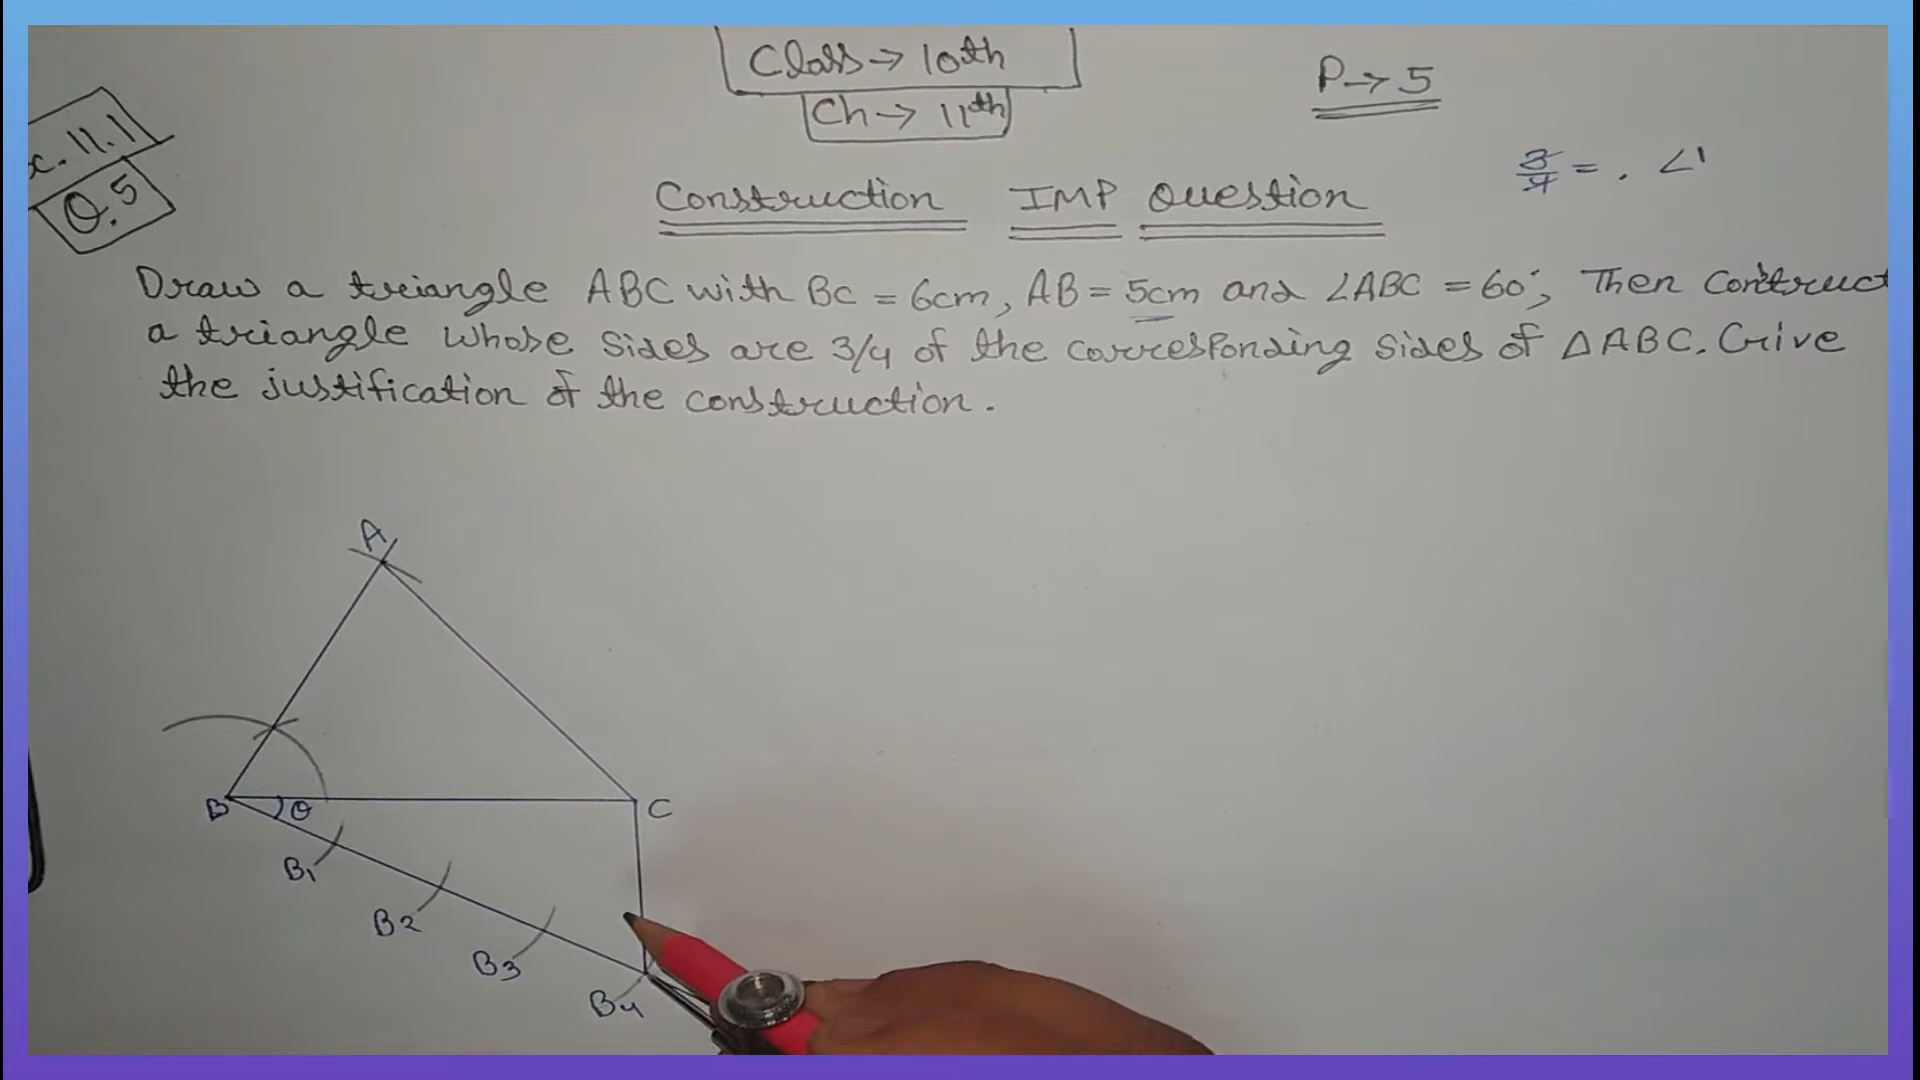 Class → 10th
Ch → 11th
P → 5
x. 11.1
Q.5
3/4 = . <1
Construction IMP Question
Draw a triangle ABC with BC = 6cm, AB = 5cm and ∠ABC = 60°, Then Construct
a triangle whose sides are 3/4 of the corresponding sides of △ABC. Give
the justification of the construction.
A
B θ C
B1
B2
B3
B4